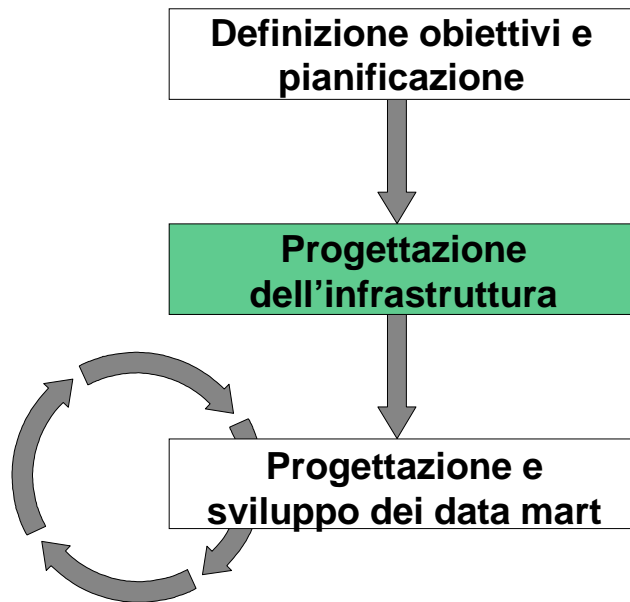 Definizione obiettivi e
pianificazione
Progettazione
dell’infrastruttura
Progettazione e
sviluppo dei data mart